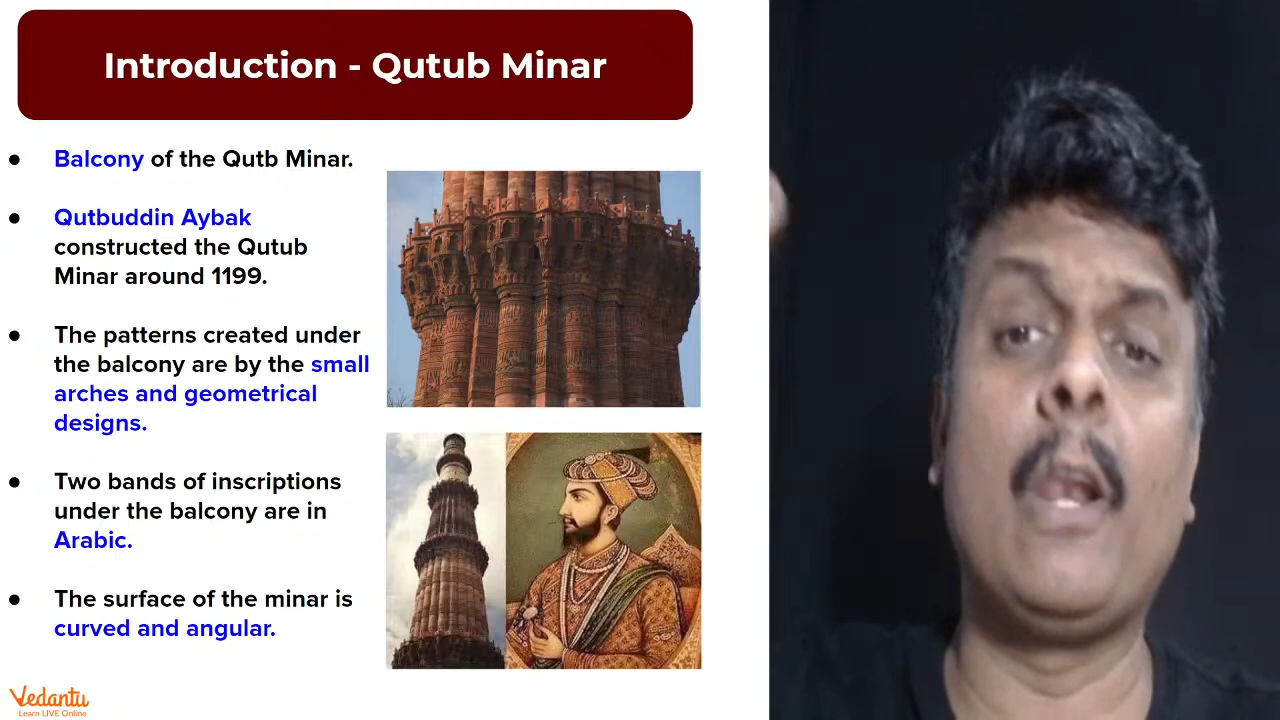 Introduction - Qutub Minar
● Balcony of the Qutb Minar.
● Qutbuddin Aybak
constructed the Qutub
Minar around 1199.
● The patterns created under
the balcony are by the small
arches and geometrical
designs.
● Two bands of inscriptions
under the balcony are in
Arabic.
● The surface of the minar is
curved and angular.
Vedantu
Learn LIVE Online